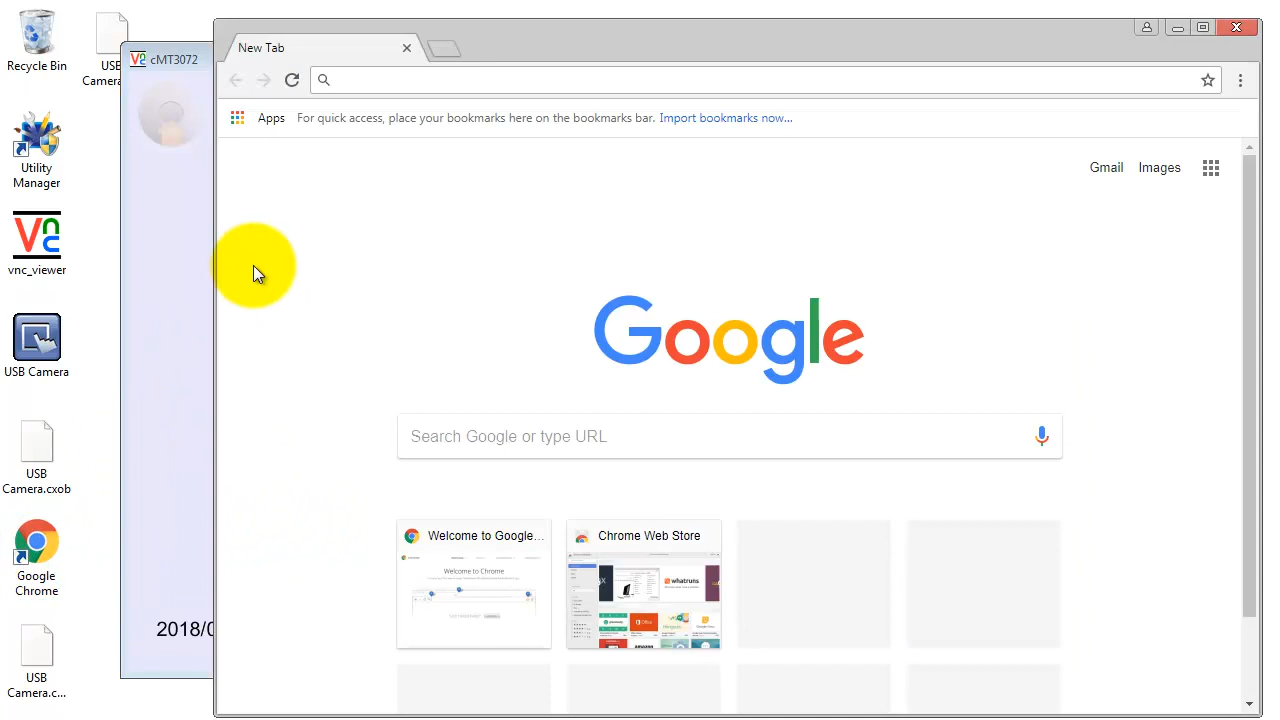 Recycle Bin
USB
Camera
Utility
Manager
vnc_viewer
USB Camera
USB
Camera.cxob
Google
Chrome
USB
Camera.c...
cMT3072
2018/0
New Tab
Apps
For quick access, place your bookmarks here on the bookmarks bar. Import bookmarks now...
Gmail Images
Google
Search Google or type URL
Welcome to Google...
Chrome Web Store
Welcome to Chrome
whatruns
Office